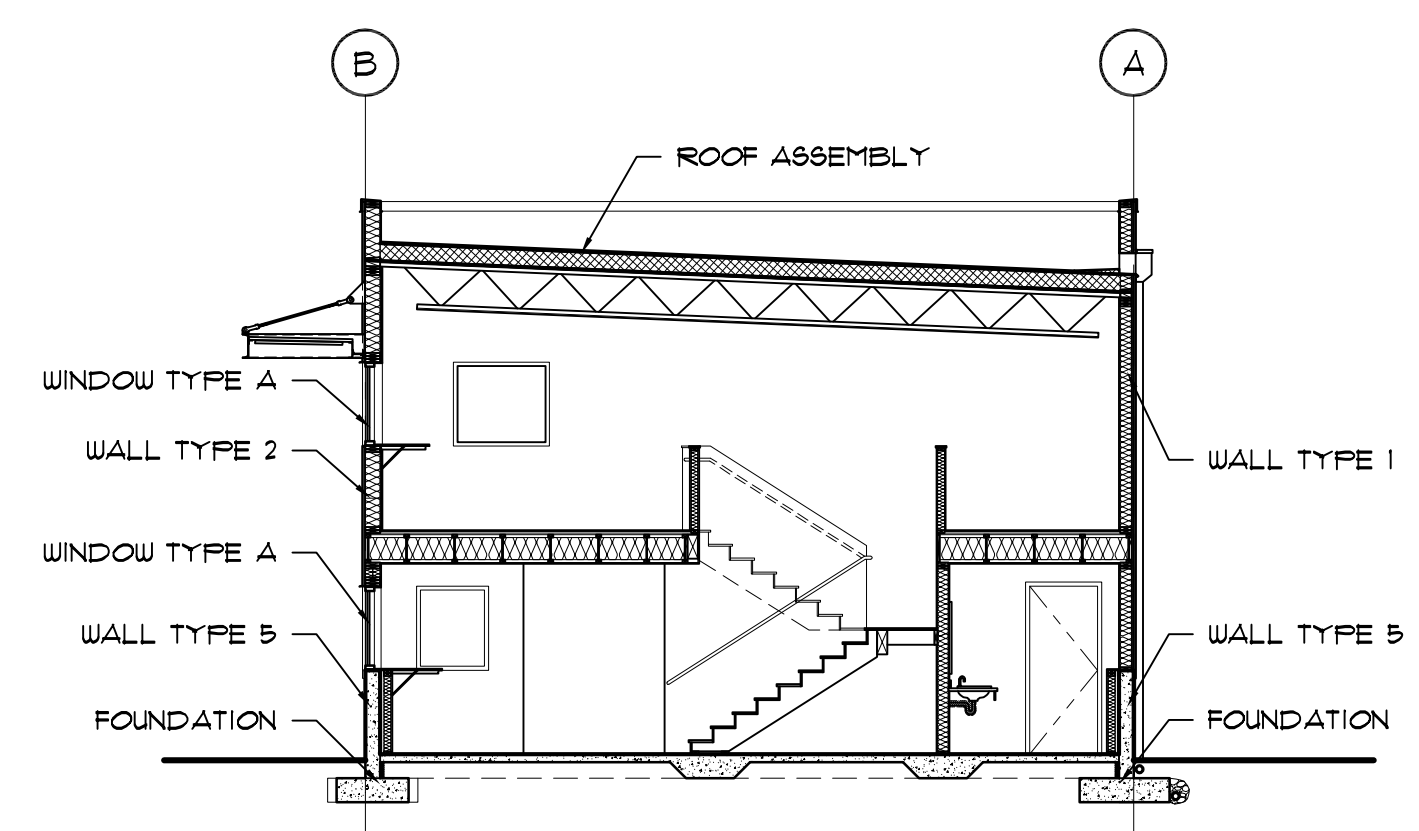 B
A
ROOF ASSEMBLY
WINDOW TYPE A
WALL TYPE 2
WALL TYPE 1
WINDOW TYPE A
WALL TYPE 5
WALL TYPE 5
FOUNDATION
FOUNDATION